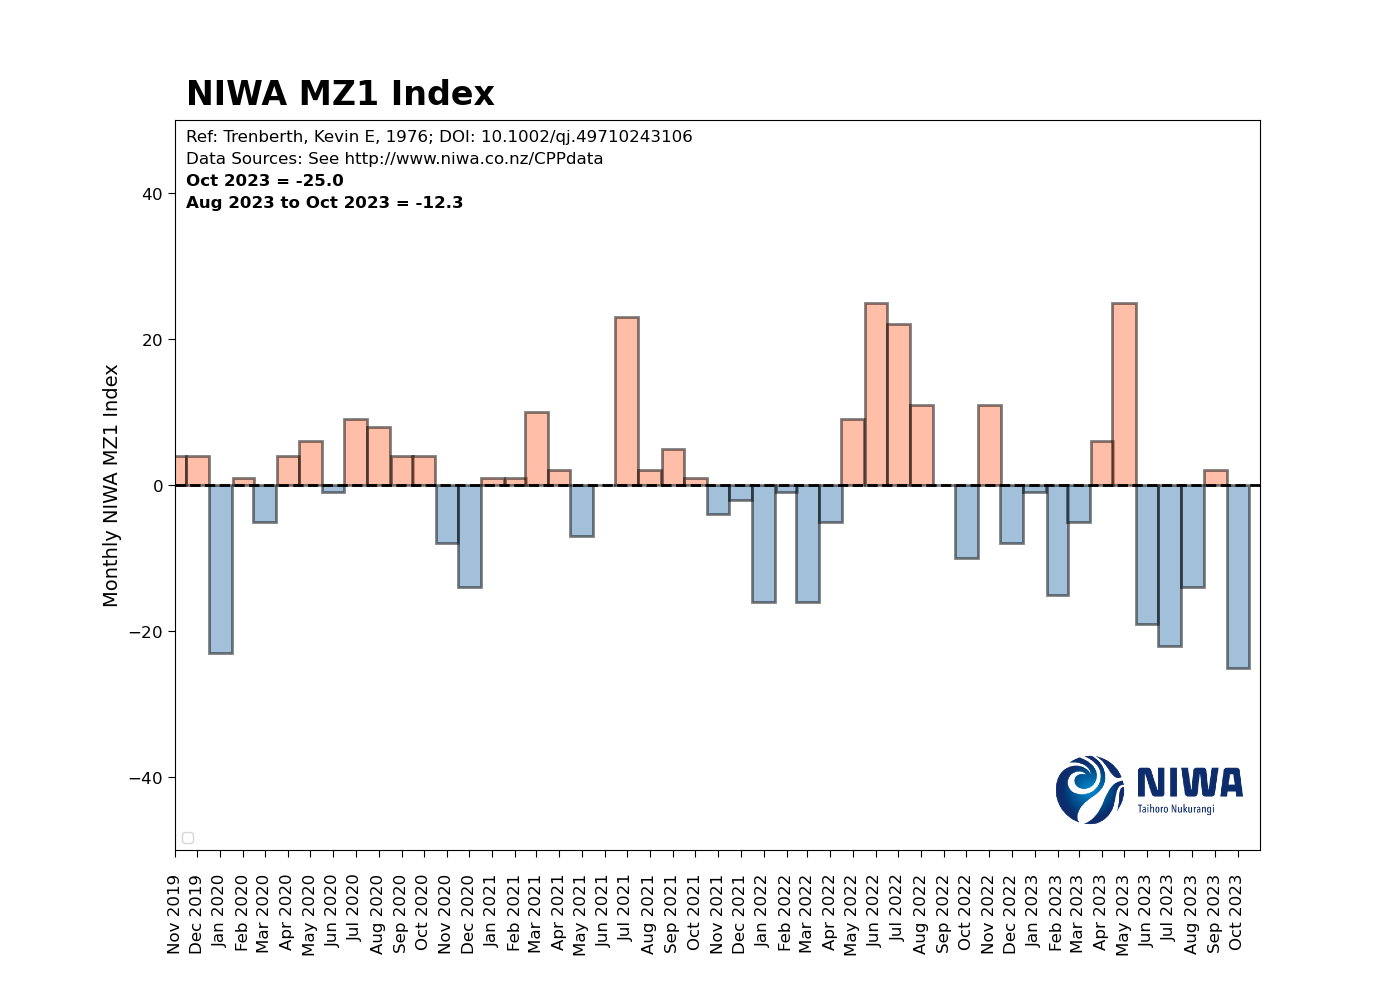 NIWA MZ1 Index
Ref: Trenberth, Kevin E, 1976; DOI: 10.1002/qj.49710243106
Data Sources: See http://www.niwa.co.nz/CPPdata
Oct 2023 = -25.0
Aug 2023 to Oct 2023 = -12.3
Monthly NIWA MZ1 Index
40
20
0
−20
−40
NIWA
Taihoro Nukurangi
Nov 2019
Dec 2019
Jan 2020
Feb 2020
Mar 2020
Apr 2020
May 2020
Jun 2020
Jul 2020
Aug 2020
Sep 2020
Oct 2020
Nov 2020
Dec 2020
Jan 2021
Feb 2021
Mar 2021
Apr 2021
May 2021
Jun 2021
Jul 2021
Aug 2021
Sep 2021
Oct 2021
Nov 2021
Dec 2021
Jan 2022
Feb 2022
Mar 2022
Apr 2022
May 2022
Jun 2022
Jul 2022
Aug 2022
Sep 2022
Oct 2022
Nov 2022
Dec 2022
Jan 2023
Feb 2023
Mar 2023
Apr 2023
May 2023
Jun 2023
Jul 2023
Aug 2023
Sep 2023
Oct 2023